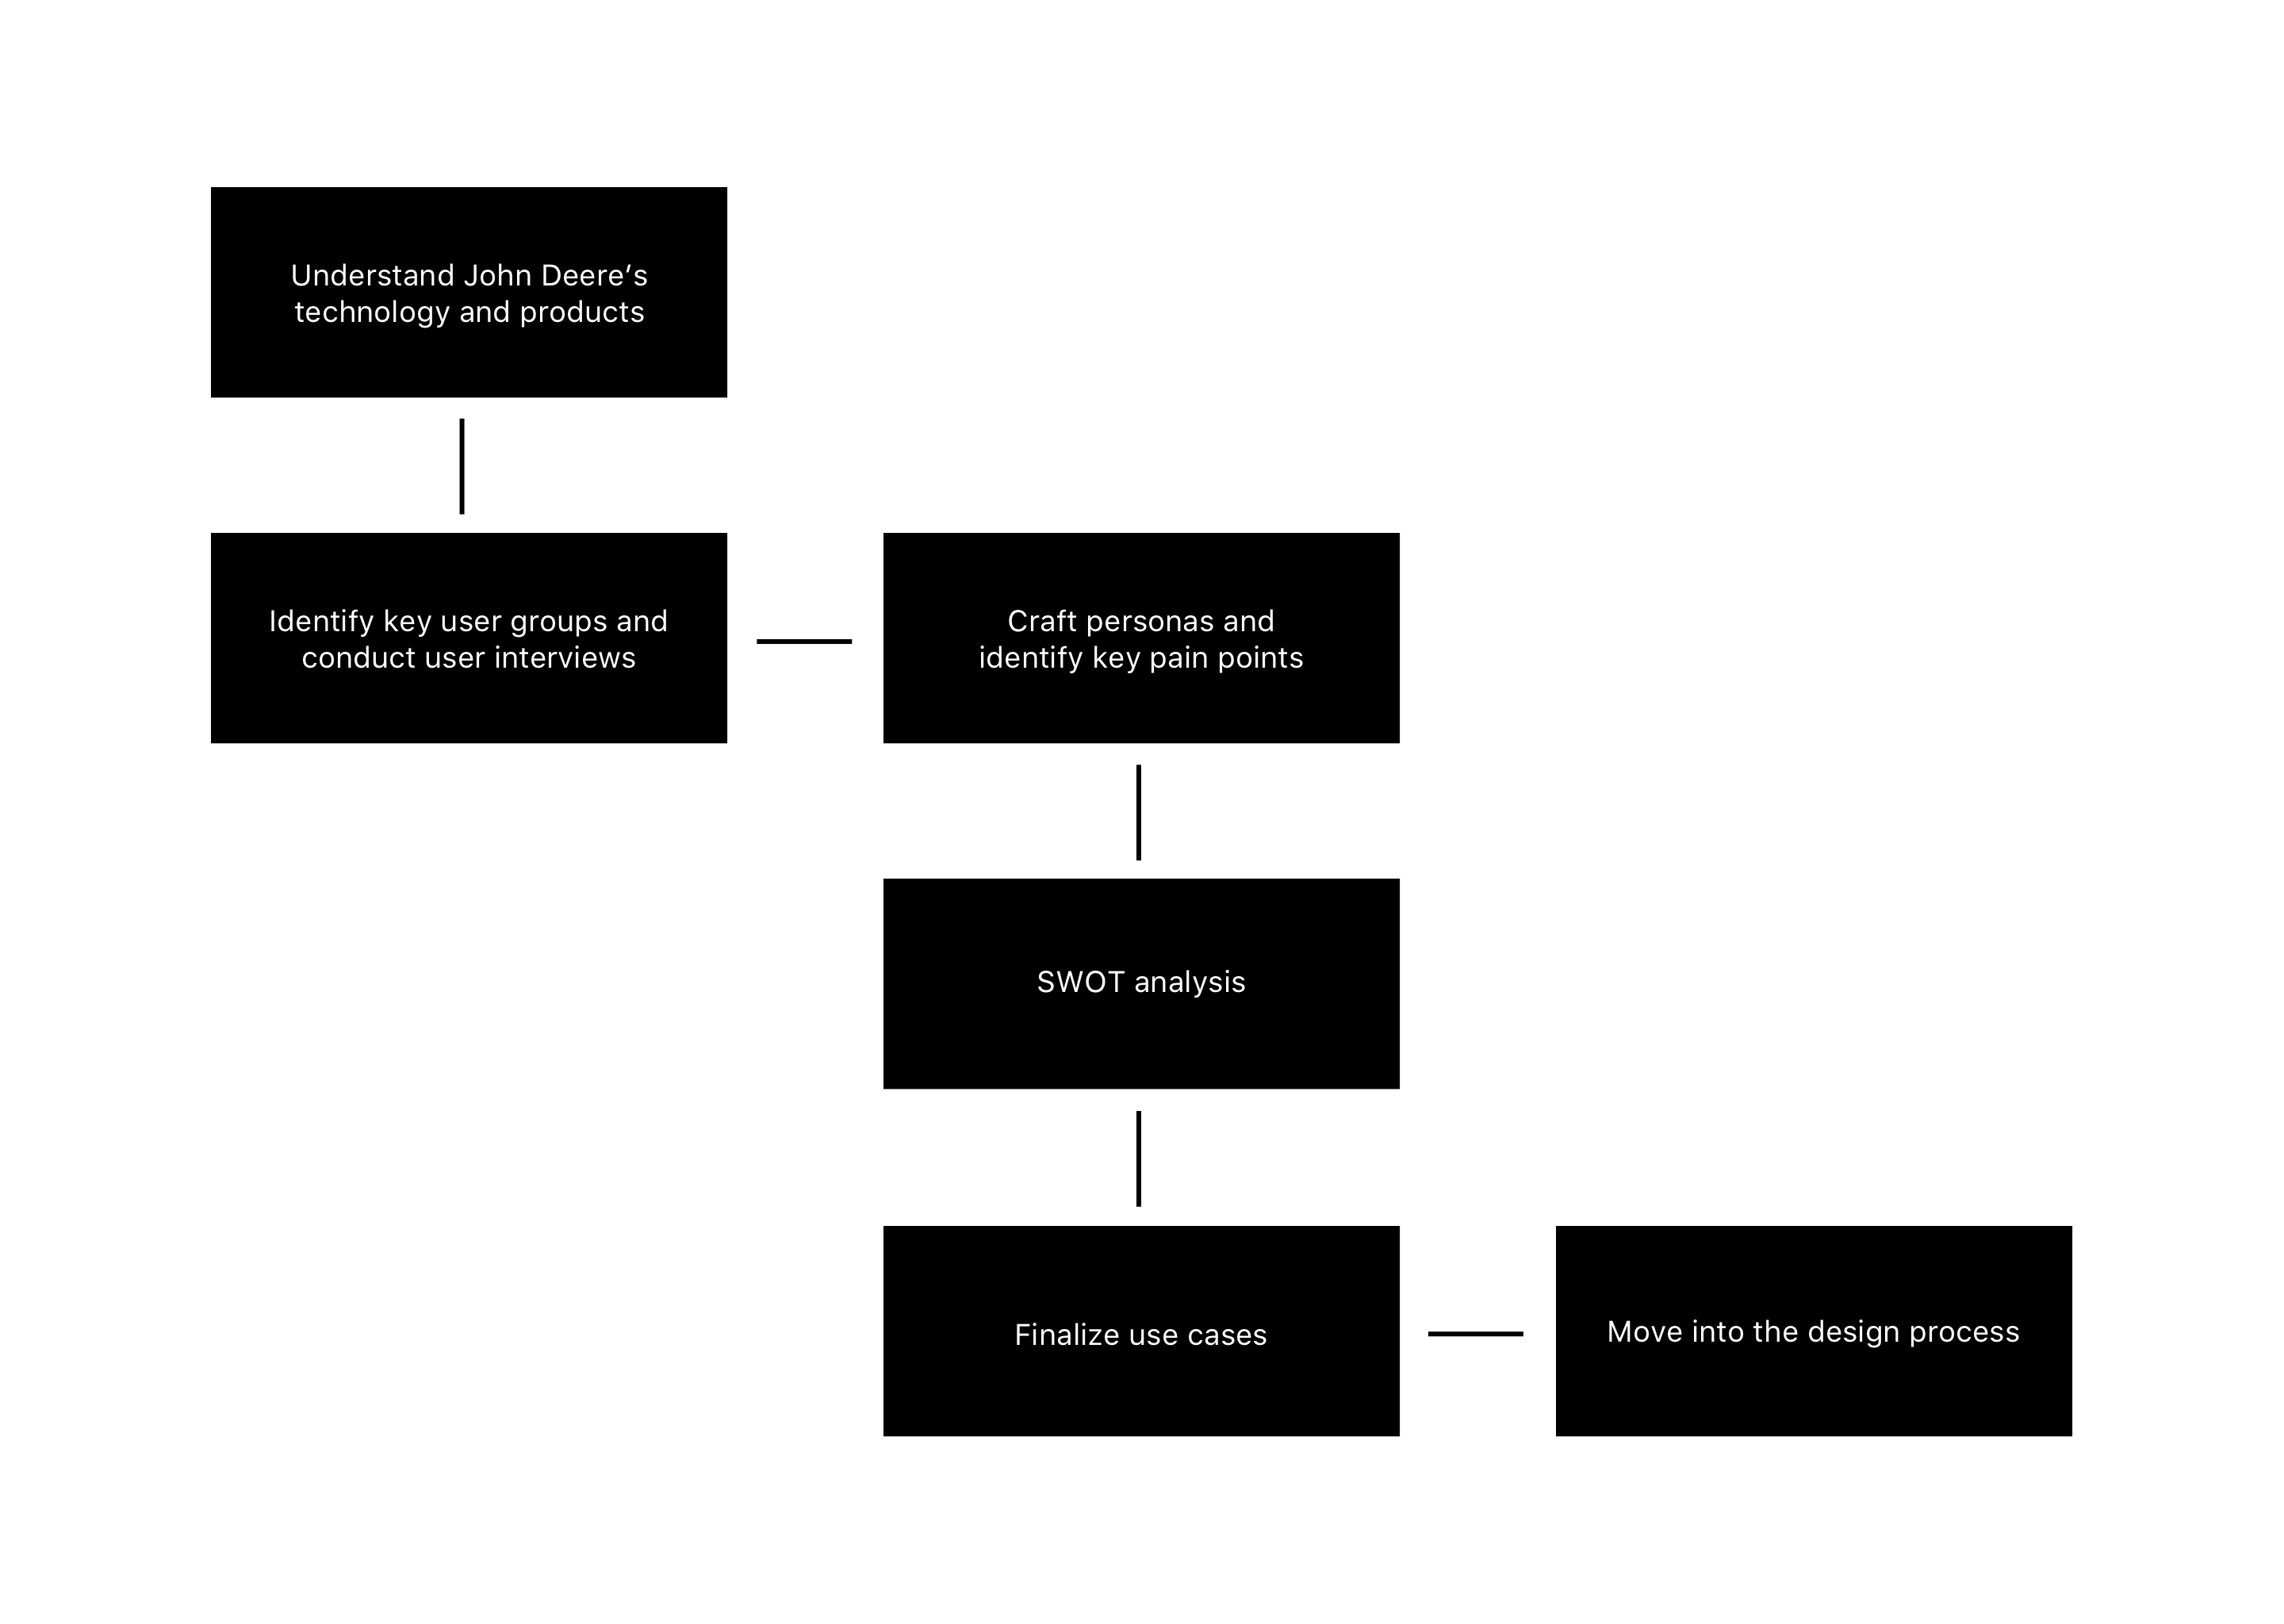 Understand John Deere’s
technology and products
Identify key user groups and
conduct user interviews
Craft personas and
identify key pain points
SWOT analysis
Finalize use cases
Move into the design process